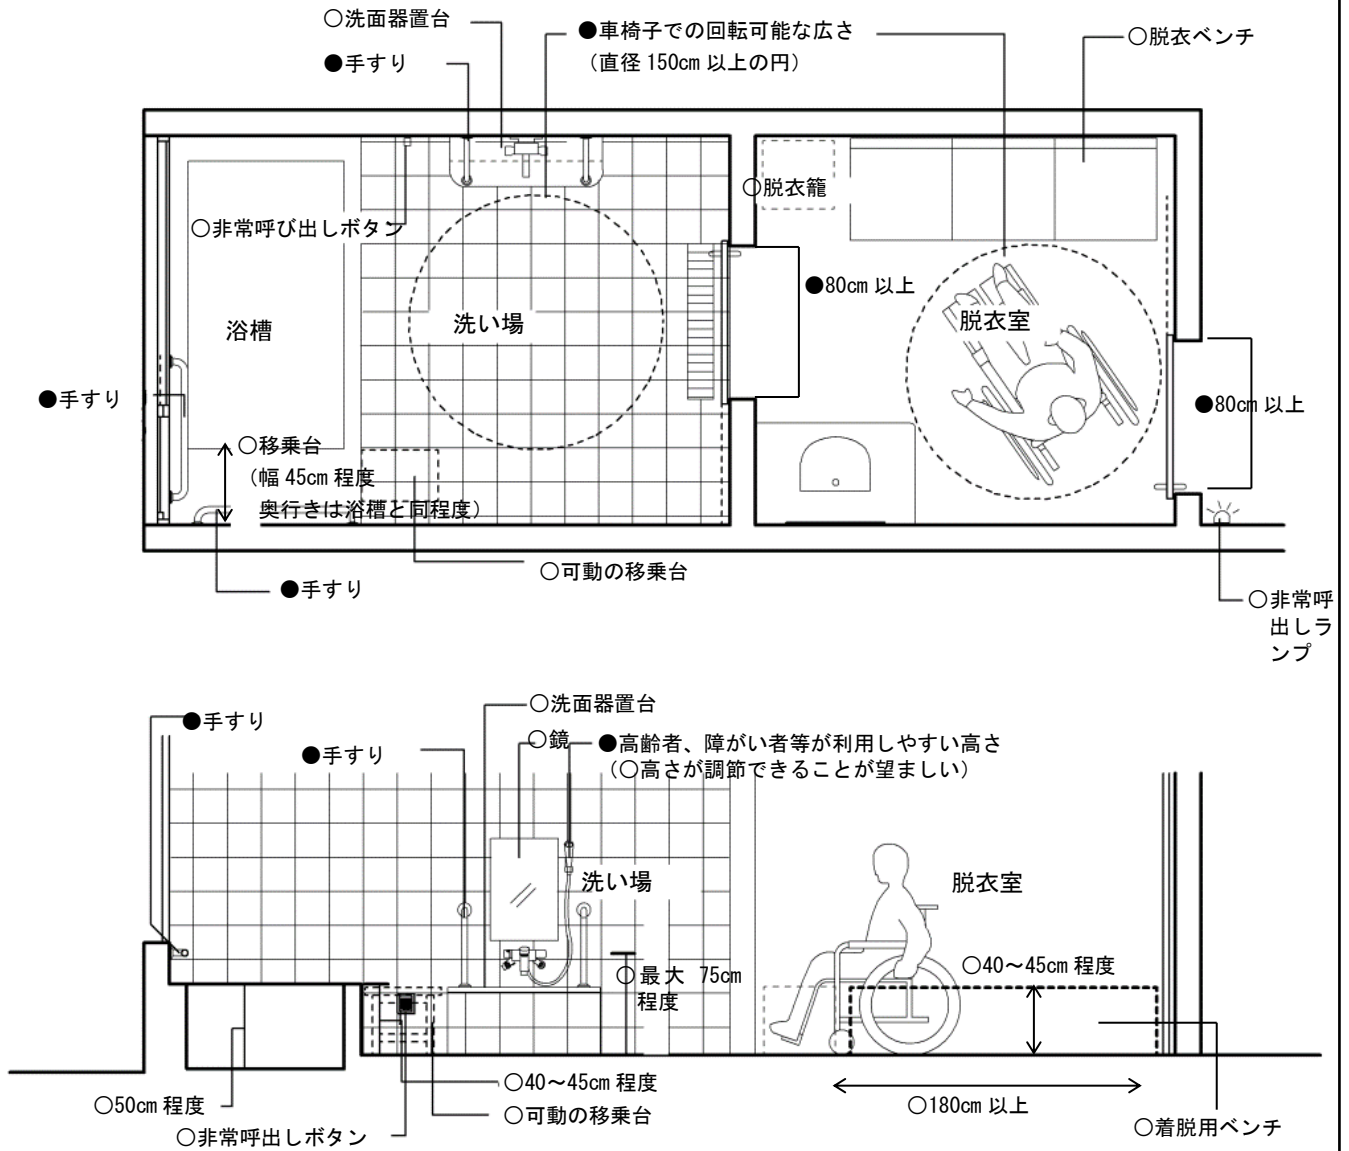 ○洗面器置台
●車椅子での回転可能な広さ
（直径 150cm 以上の円）
○脱衣ベンチ
●手すり
○脱衣籠
○非常呼び出しボタン
●80cm 以上
浴槽
洗い場
脱衣室
●手すり
●80cm 以上
○移乗台
（幅 45cm 程度
奥行きは浴槽と同程度）
○可動の移乗台
●手すり
○非常呼
出しラ
ンプ
○洗面器置台
●手すり
○鏡
●高齢者、障がい者等が利用しやすい高さ
（○高さが調節できることが望ましい）
●手すり
洗い場
脱衣室
○最大 75cm
程度
○40～45cm 程度
○40～45cm 程度
○50cm 程度
○180cm 以上
○可動の移乗台
○着脱用ベンチ
○非常呼出しボタン